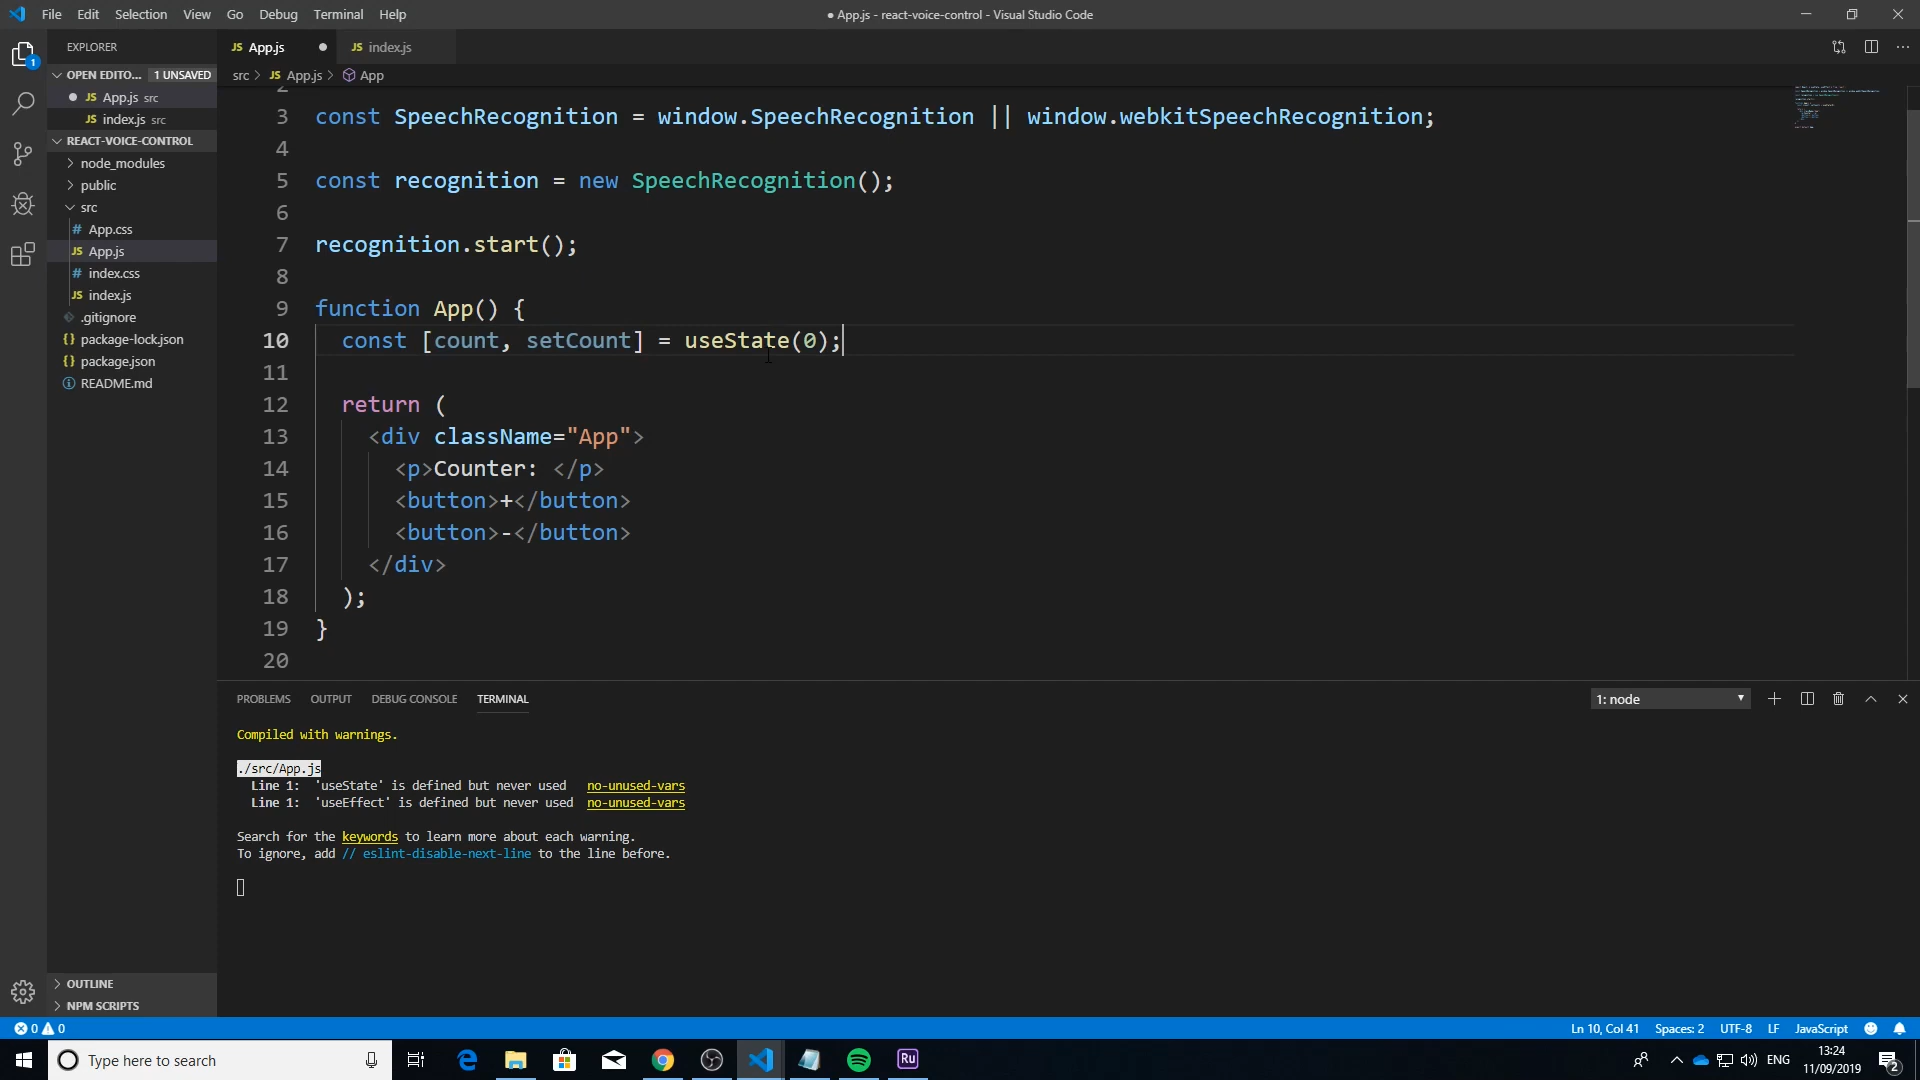 File Edit Selection View Go Debug Terminal Help
● App.js - react-voice-control - Visual Studio Code
EXPLORER
JS App.js
JS index.js
OPEN EDITO... 1 UNSAVED
src > JS App.js > App
JS App.js src
JS index.js src
REACT-VOICE-CONTROL
node_modules
public
src
# App.css
JS App.js
# index.css
JS index.js
.gitignore
{} package-lock.json
{} package.json
README.md
OUTLINE
NPM SCRIPTS
2
3 const SpeechRecognition = window.SpeechRecognition || window.webkitSpeechRecognition;
4
5 const recognition = new SpeechRecognition();
6
7 recognition.start();
8
9 function App() {
10 const [count, setCount] = useState(0);
11
12 return (
13 <div className="App">
14 <p>Counter: </p>
15 <button>+</button>
16 <button>-</button>
17 </div>
18 );
19 }
20
PROBLEMS OUTPUT DEBUG CONSOLE TERMINAL
1: node
Compiled with warnings.
./src/App.js
Line 1: 'useState' is defined but never used no-unused-vars
Line 1: 'useEffect' is defined but never used no-unused-vars
Search for the keywords to learn more about each warning.
To ignore, add // eslint-disable-next-line to the line before.
0 0
Ln 10, Col 41 Spaces: 2 UTF-8 LF JavaScript
Type here to search
Ru
ENG
13:24
11/09/2019
2